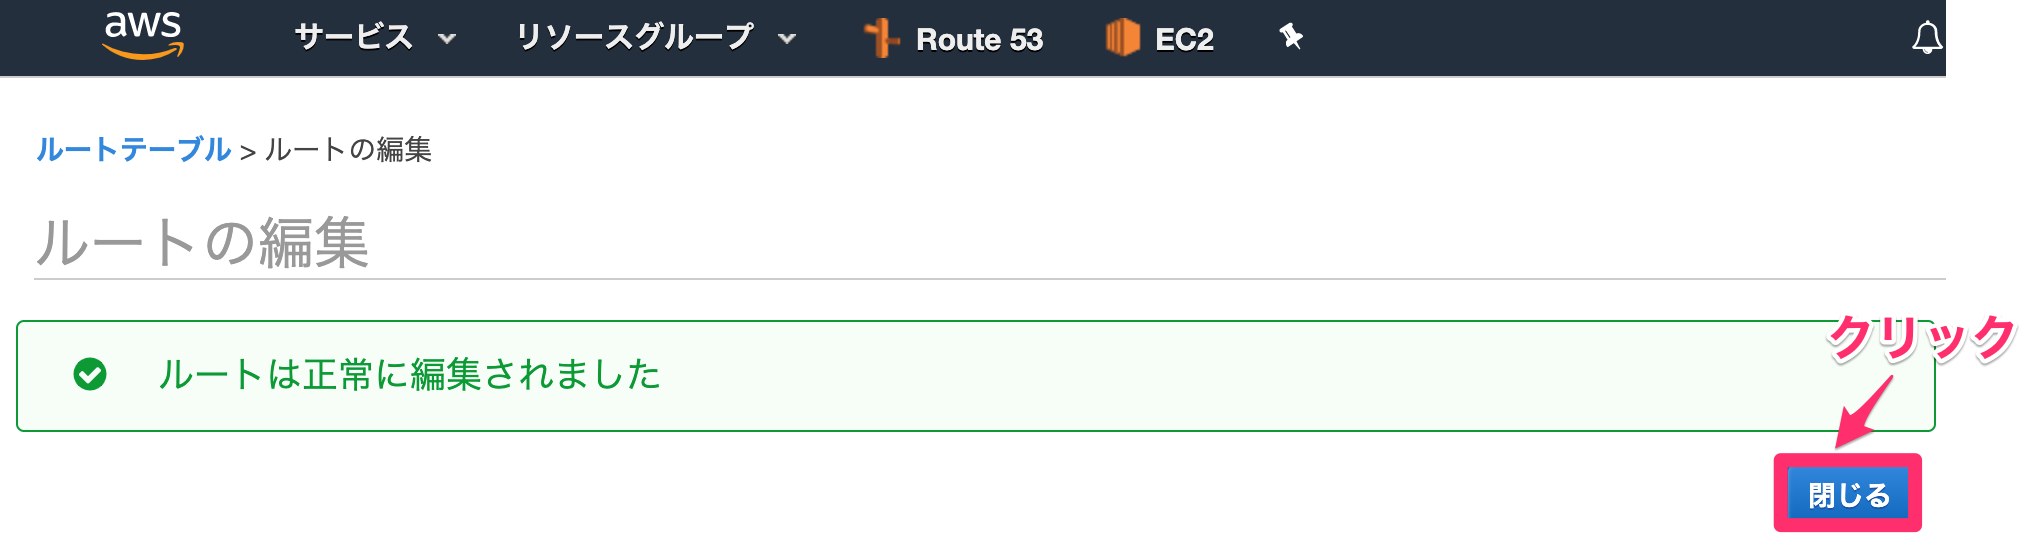 aws サービス リソースグループ Route 53 EC2
ルートテーブル > ルートの編集
ルートの編集
ルートは正常に編集されました
クリック
閉じる